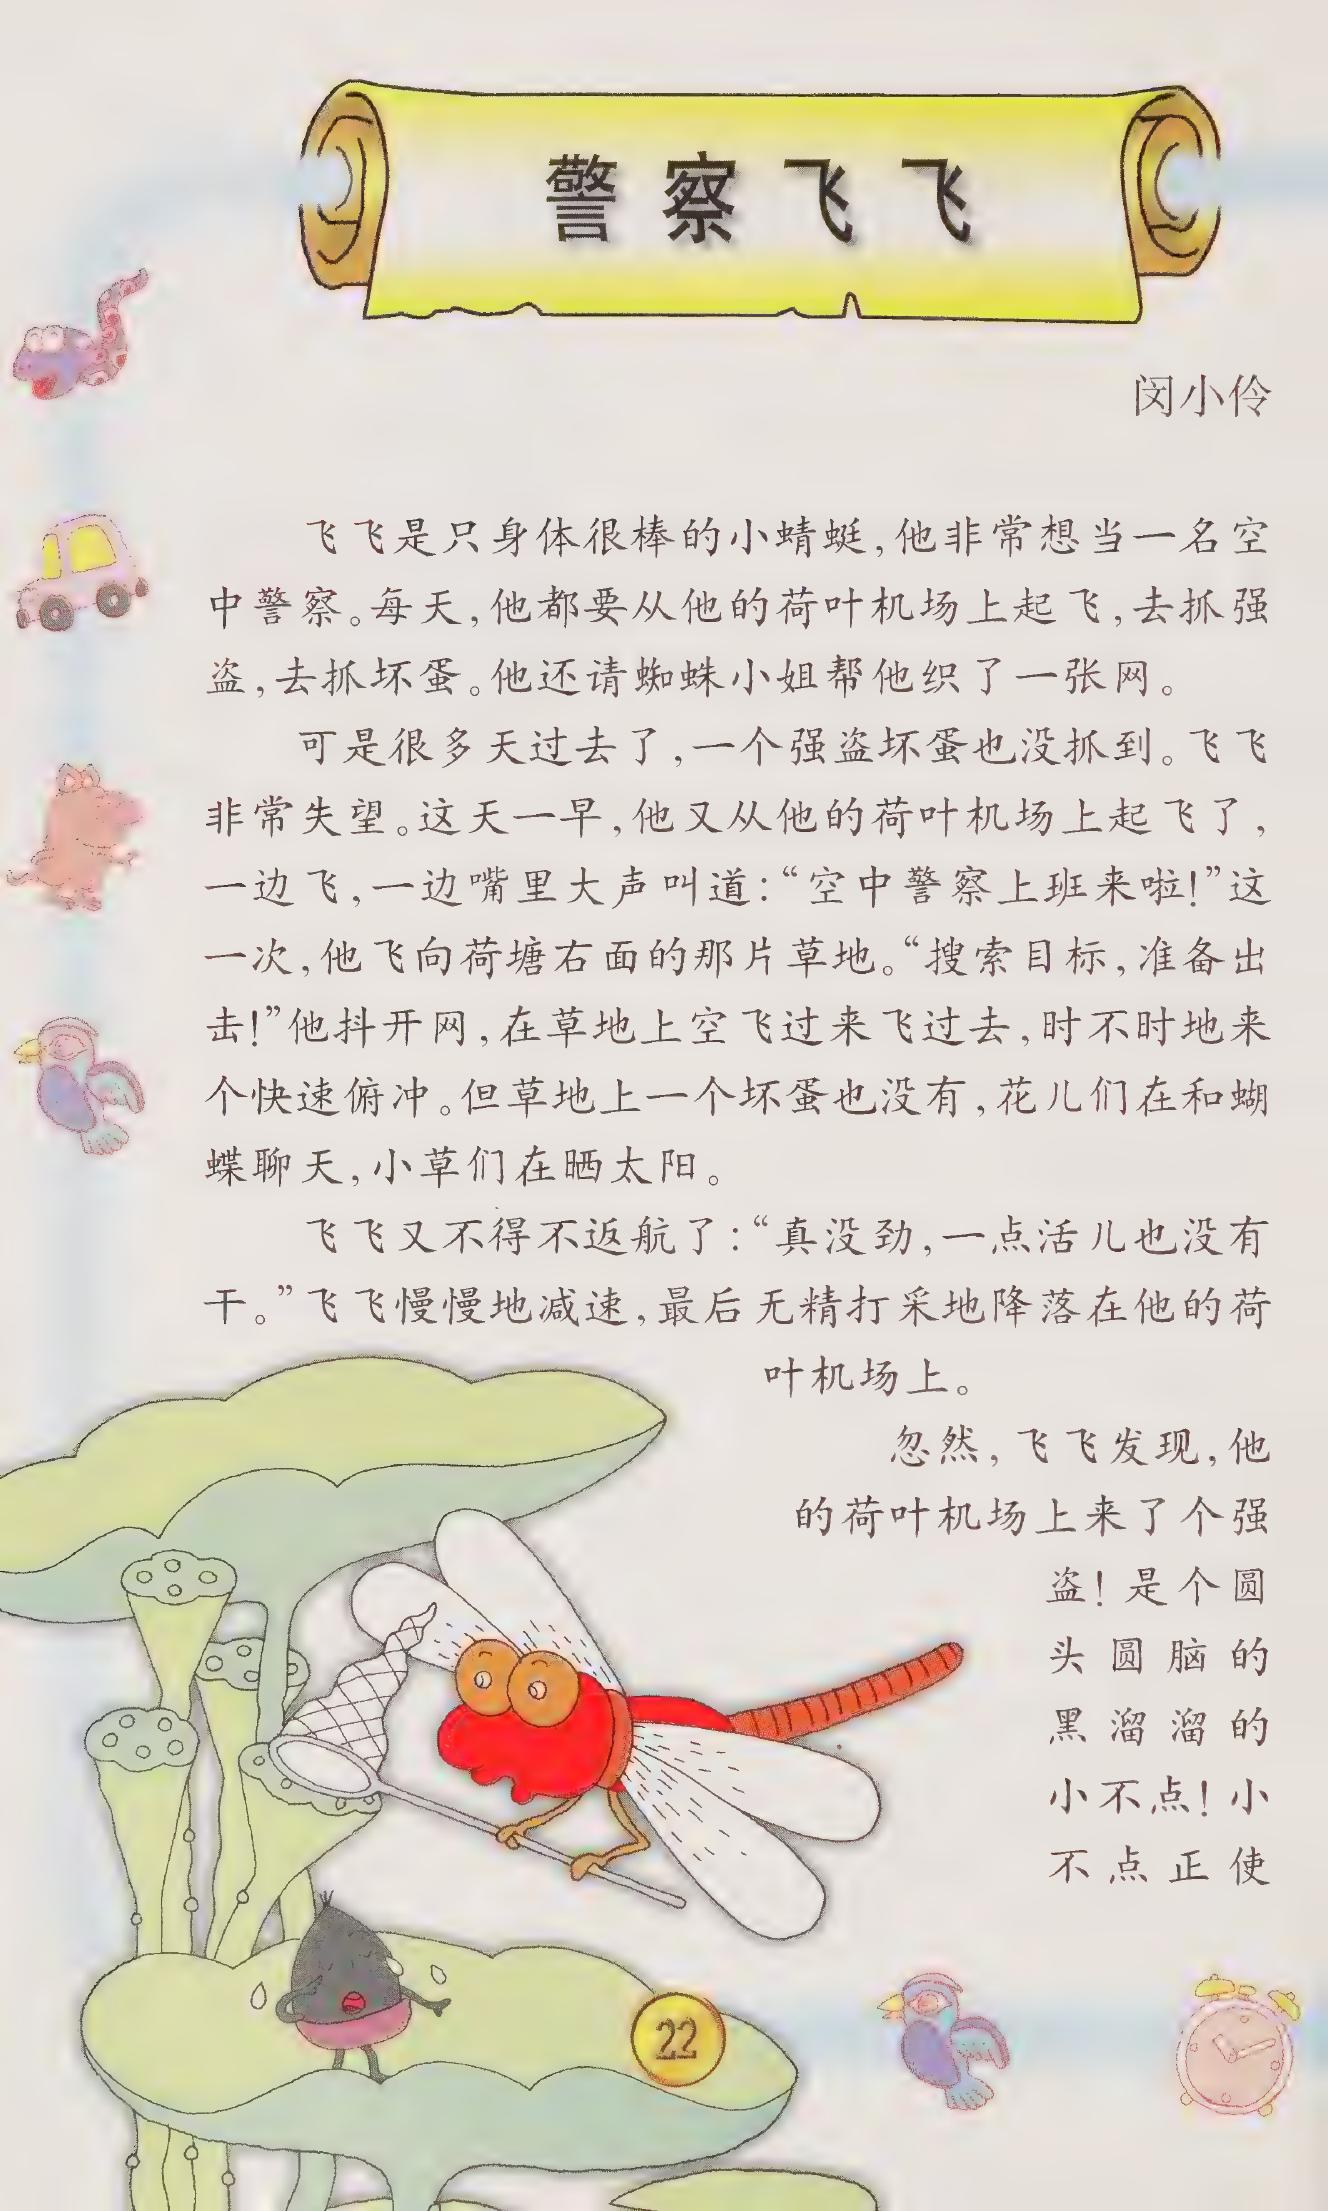 警察飞飞
闵小伶
飞飞是只身体很棒的小蜻蜓,他非常想当一名空
中警察。每天,他都要从他的荷叶机场上起飞,去抓强
盗,去抓坏蛋。他还请蜘蛛小姐帮他织了一张网。
可是很多天过去了,一个强盗坏蛋也没抓到。飞飞
非常失望。这天一早,他又从他的荷叶机场上起飞了,
一边飞,一边嘴里大声叫道:“空中警察上班来啦!”这
一次,他飞向荷塘右面的那片草地。“搜索目标,准备出
击!”他抖开网,在草地上空飞过来飞过去,时不时地来
个快速俯冲。但草地上一个坏蛋也没有,花儿们在和蝴
蝶聊天,小草们在晒太阳。
飞飞又不得不返航了:“真没劲,一点活儿也没有
干。”飞飞慢慢地减速,最后无精打采地降落在他的荷
叶机场上。
忽然,飞飞发现,他
的荷叶机场上来了个强
盗!是个圆
头圆脑的
黑溜溜的
小不点!小
不点正使
22